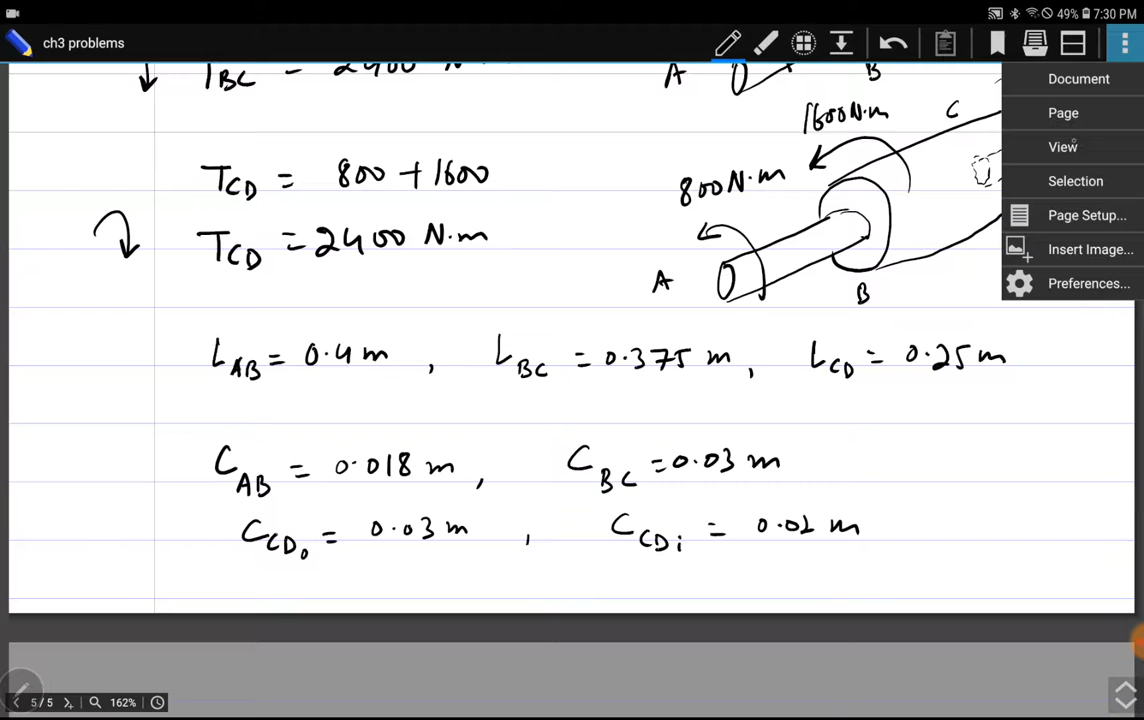 49% 7:30 PM
ch3 problems
Document
Page
View
Selection
Page Setup...
Insert Image...
Preferences...
T_BC = 2400 N.m
A B
1600 N.m C
T_CD = 800 + 1600
800 N.m
T_CD = 2400 N.m
A
B
L_AB = 0.4 m , L_BC = 0.375 m , L_CD = 0.25 m
C_AB = 0.018 m , C_BC = 0.03 m
C_CDo = 0.03 m , C_CDi = 0.02 m
5/5 162%